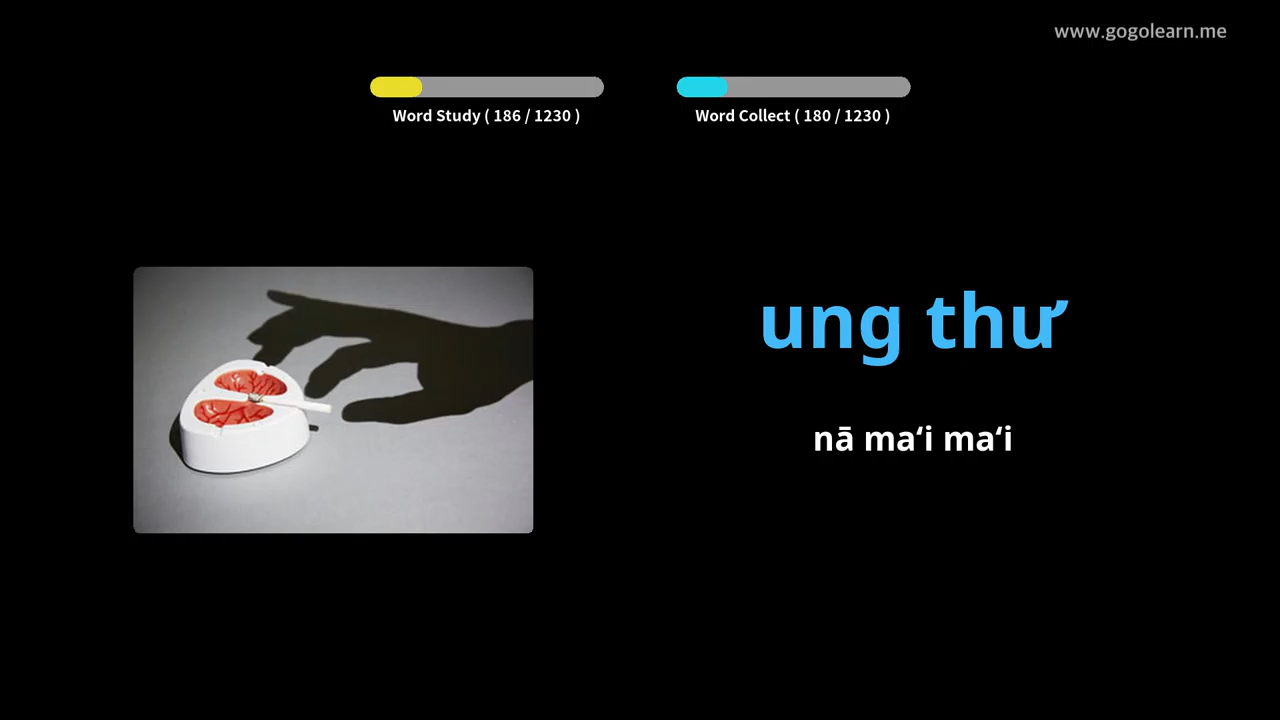 www.gogolearn.me
Word Study ( 186 / 1230 )
Word Collect ( 180 / 1230 )
ung thư
nā maʻi maʻi